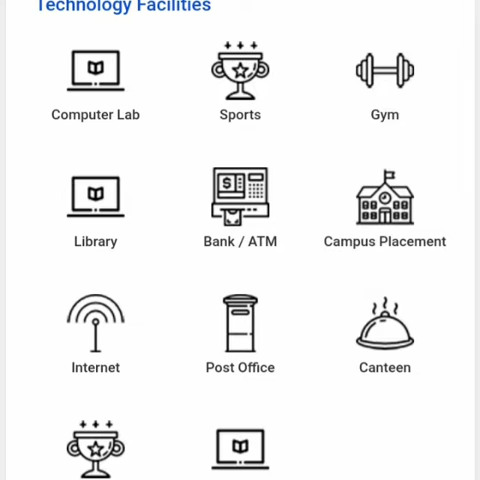 Technology Facilities
Computer Lab
Sports
Gym
Library
Bank / ATM
Campus Placement
Internet
Post Office
Canteen